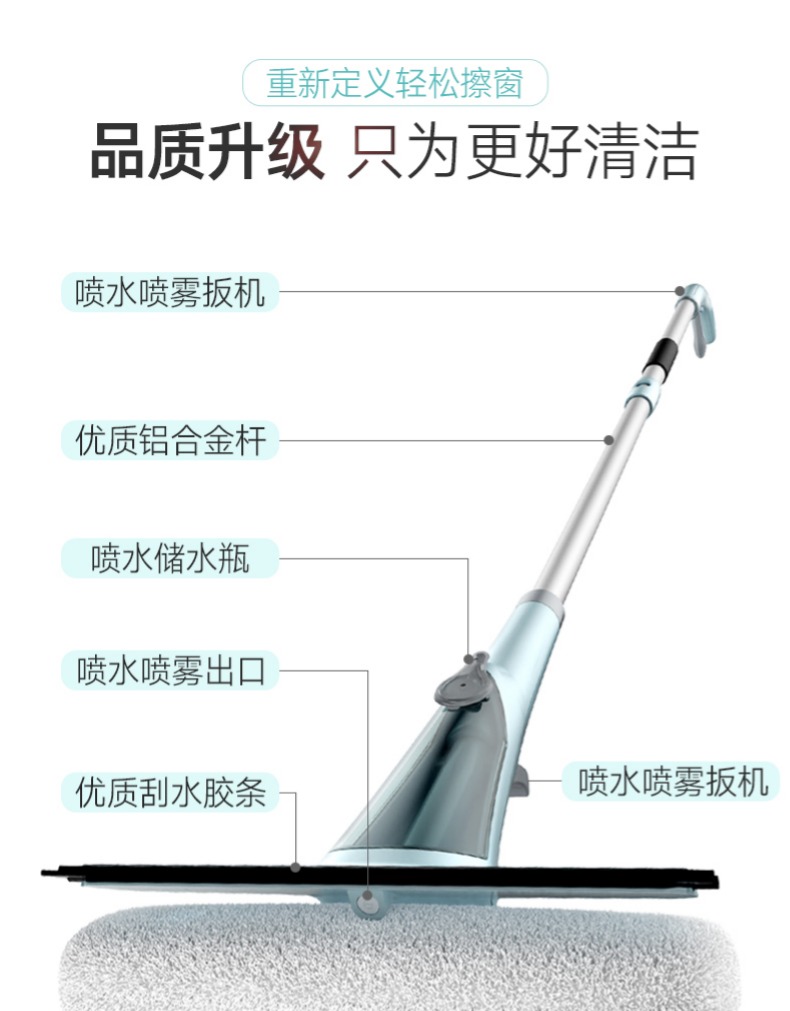 重新定义轻松擦窗
品质升级 只为更好清洁
喷水喷雾扳机
优质铝合金杆
喷水储水瓶
喷水喷雾出口
喷水喷雾扳机
优质刮水胶条